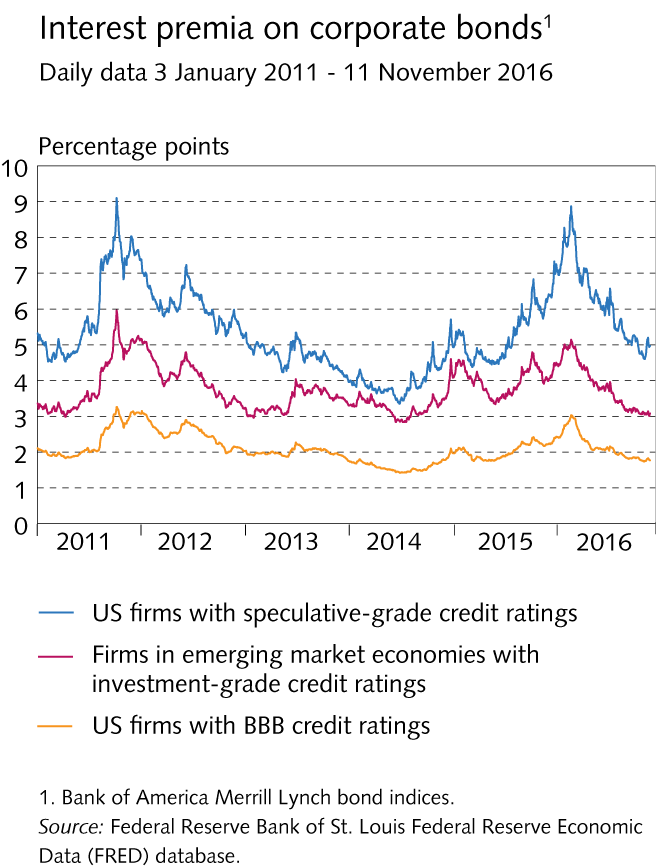 Interest premia on corporate bonds¹
Daily data 3 January 2011 - 11 November 2016
Percentage points
10
9
8
7
6
5
4
3
2
1
0
2011 2012 2013 2014 2015 2016
US firms with speculative-grade credit ratings
Firms in emerging market economies with
investment-grade credit ratings
US firms with BBB credit ratings
1. Bank of America Merrill Lynch bond indices.
Source: Federal Reserve Bank of St. Louis Federal Reserve Economic
Data (FRED) database.